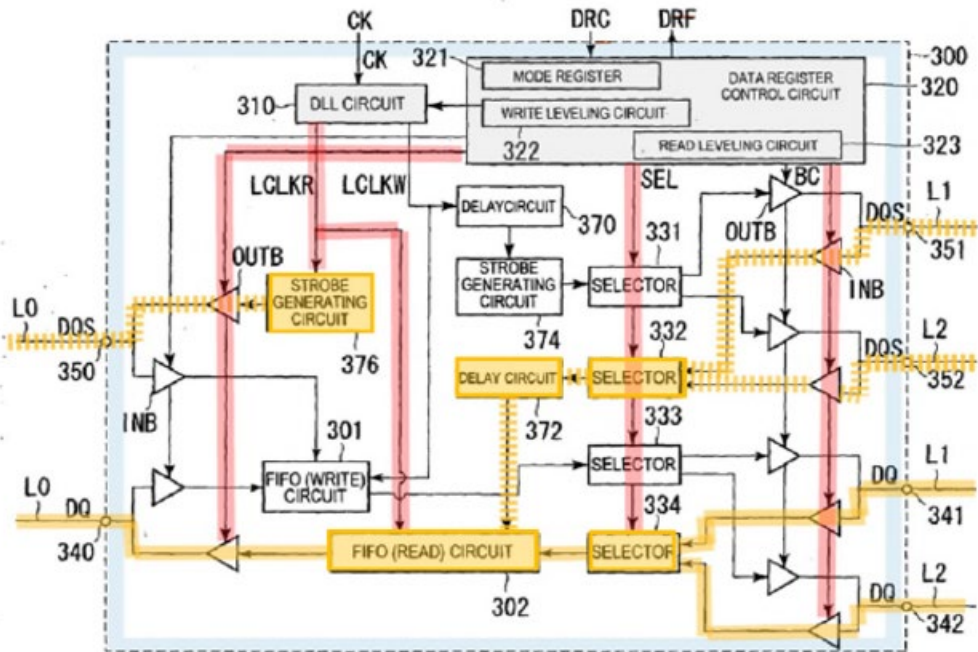 CK
DRC
DRF
CK
321
MODE REGISTER
DATA REGISTER
CONTROL CIRCUIT
300
320
310
DLL CIRCUIT
WRITE LEVELING CIRCUIT
322
READ LEVELING CIRCUIT
323
LCLKR
LCLKW
SEL
BC
L1
DELAYCIRCUIT
370
331
OUTB
DQS
351
OUTB
STROBE
GENERATING
CIRCUIT
STROBE
GENERATING
CIRCUIT
SELECTOR
INB
L0
DQS
374
332
L2
DQS
350
376
DELAY CIRCUIT
SELECTOR
352
INB
301
372
333
FIFO (WRITE)
CIRCUIT
SELECTOR
L1
L0
DQ
334
DQ
340
FIFO (READ) CIRCUIT
SELECTOR
341
302
L2
DQ
342